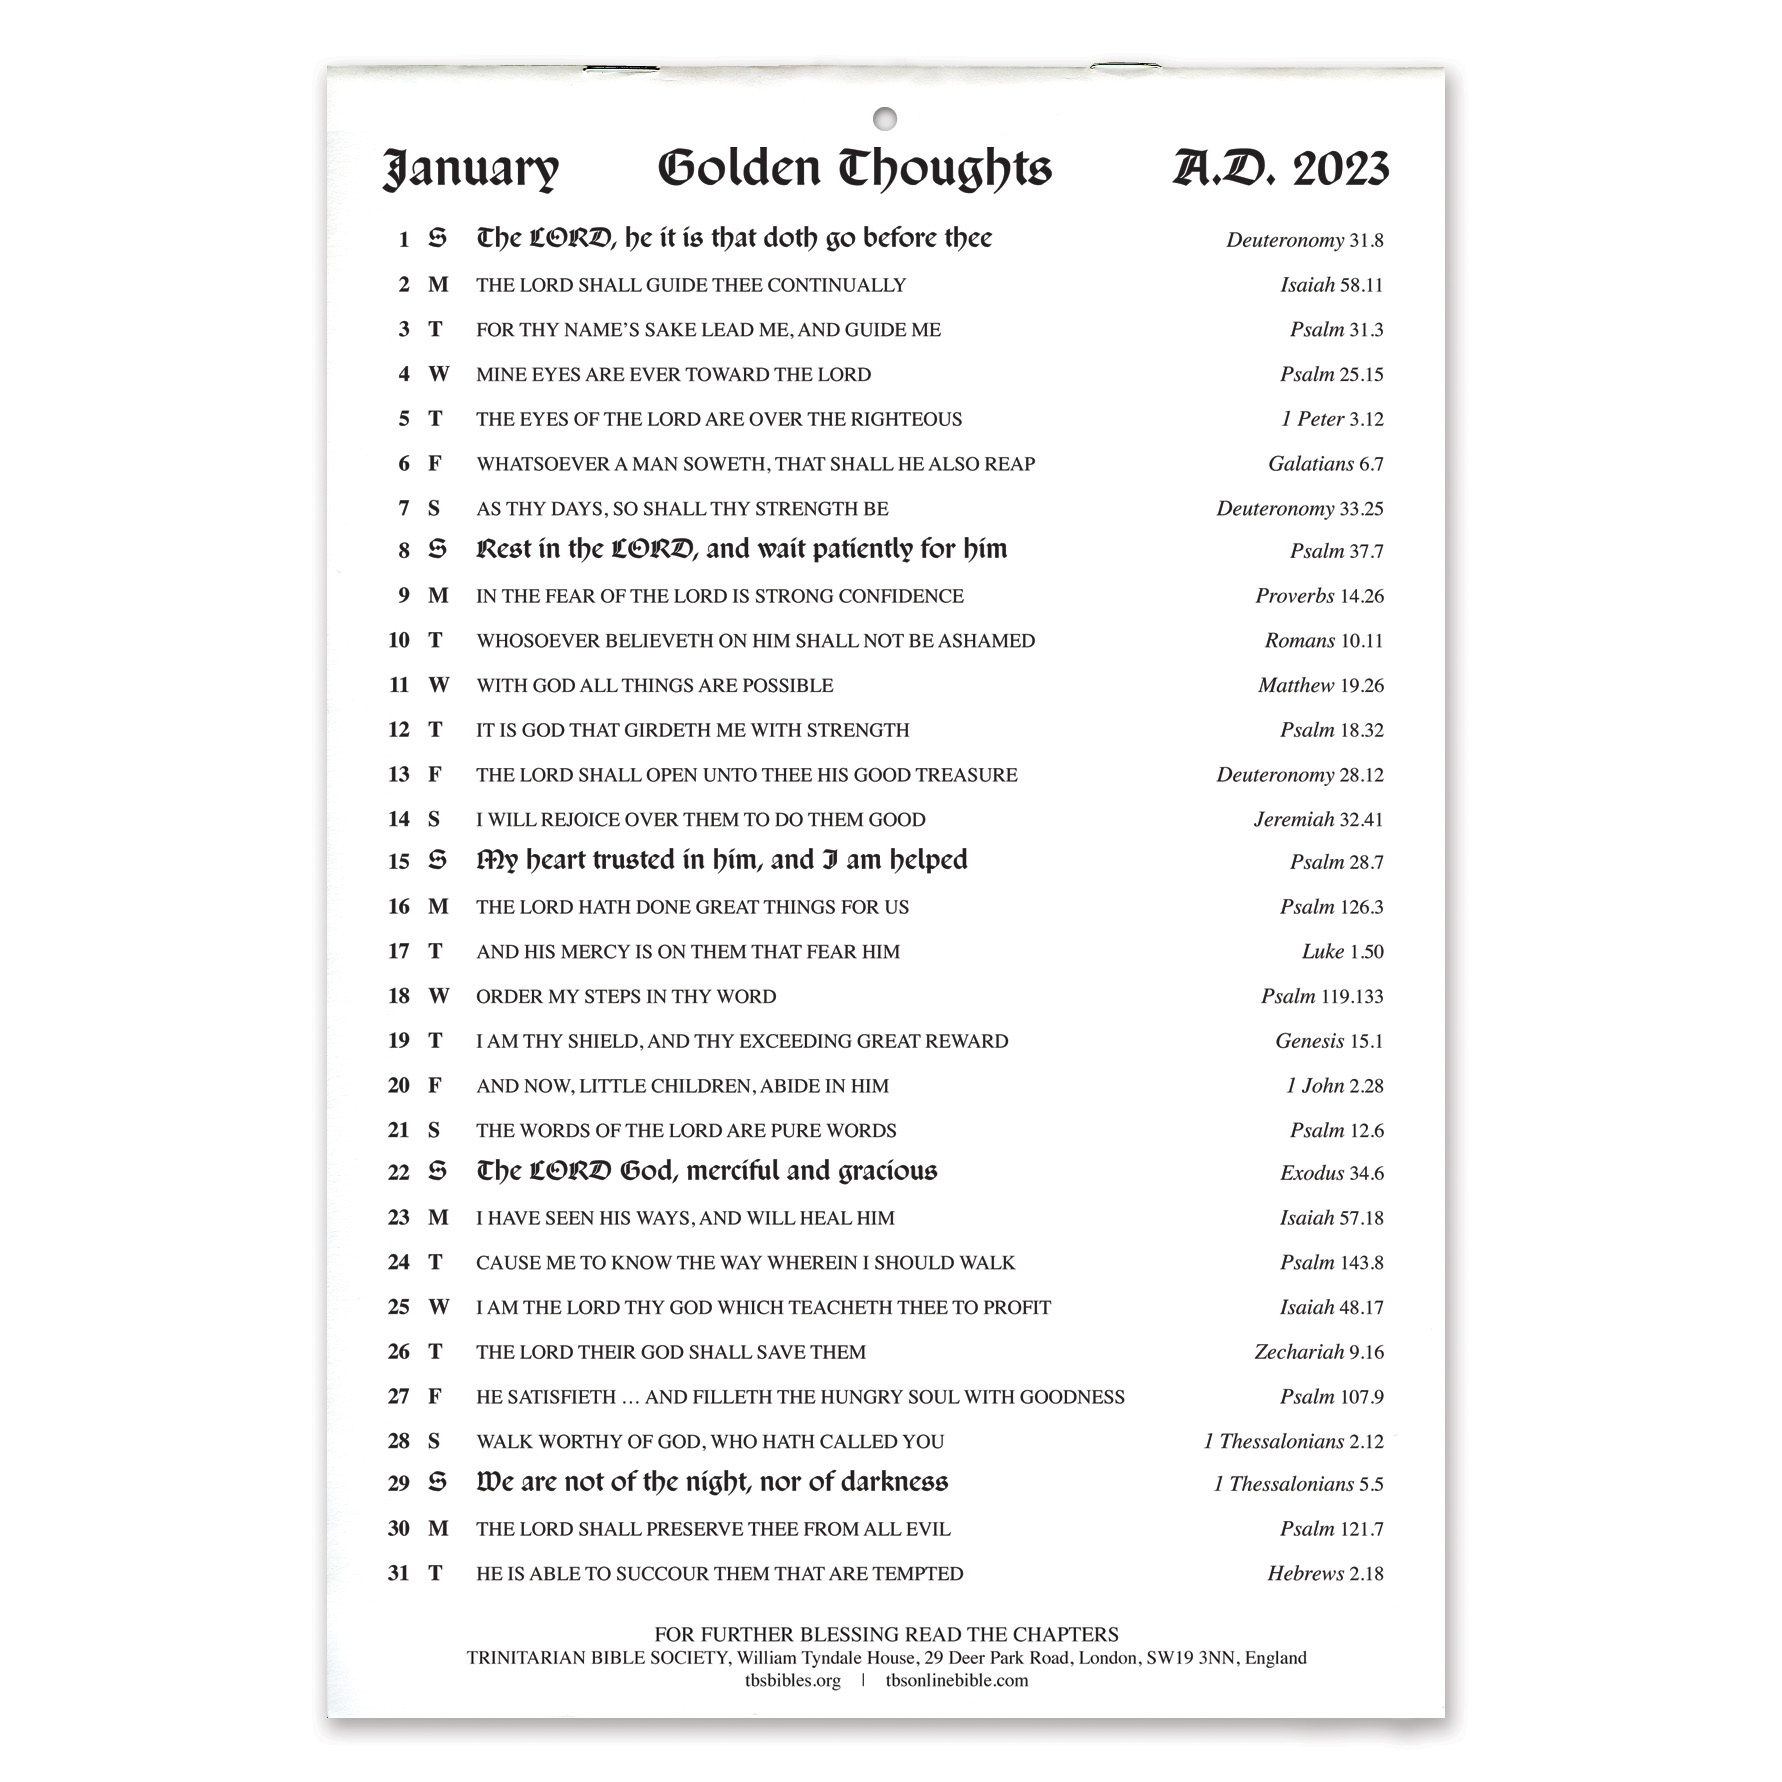 January Golden Thoughts A.D. 2023
1 S The LORD, he it is that doth go before thee Deuteronomy 31.8
2 M THE LORD SHALL GUIDE THEE CONTINUALLY Isaiah 58.11
3 T FOR THY NAME’S SAKE LEAD ME, AND GUIDE ME Psalm 31.3
4 W MINE EYES ARE EVER TOWARD THE LORD Psalm 25.15
5 T THE EYES OF THE LORD ARE OVER THE RIGHTEOUS 1 Peter 3.12
6 F WHATSOEVER A MAN SOWETH, THAT SHALL HE ALSO REAP Galatians 6.7
7 S AS THY DAYS, SO SHALL THY STRENGTH BE Deuteronomy 33.25
8 S Rest in the LORD, and wait patiently for him Psalm 37.7
9 M IN THE FEAR OF THE LORD IS STRONG CONFIDENCE Proverbs 14.26
10 T WHOSOEVER BELIEVETH ON HIM SHALL NOT BE ASHAMED Romans 10.11
11 W WITH GOD ALL THINGS ARE POSSIBLE Matthew 19.26
12 T IT IS GOD THAT GIRDETH ME WITH STRENGTH Psalm 18.32
13 F THE LORD SHALL OPEN UNTO THEE HIS GOOD TREASURE Deuteronomy 28.12
14 S I WILL REJOICE OVER THEM TO DO THEM GOOD Jeremiah 32.41
15 S My heart trusted in him, and I am helped Psalm 28.7
16 M THE LORD HATH DONE GREAT THINGS FOR US Psalm 126.3
17 T AND HIS MERCY IS ON THEM THAT FEAR HIM Luke 1.50
18 W ORDER MY STEPS IN THY WORD Psalm 119.133
19 T I AM THY SHIELD, AND THY EXCEEDING GREAT REWARD Genesis 15.1
20 F AND NOW, LITTLE CHILDREN, ABIDE IN HIM 1 John 2.28
21 S THE WORDS OF THE LORD ARE PURE WORDS Psalm 12.6
22 S The LORD God, merciful and gracious Exodus 34.6
23 M I HAVE SEEN HIS WAYS, AND WILL HEAL HIM Isaiah 57.18
24 T CAUSE ME TO KNOW THE WAY WHEREIN I SHOULD WALK Psalm 143.8
25 W I AM THE LORD THY GOD WHICH TEACHETH THEE TO PROFIT Isaiah 48.17
26 T THE LORD THEIR GOD SHALL SAVE THEM Zechariah 9.16
27 F HE SATISFIETH … AND FILLETH THE HUNGRY SOUL WITH GOODNESS Psalm 107.9
28 S WALK WORTHY OF GOD, WHO HATH CALLED YOU 1 Thessalonians 2.12
29 S We are not of the night, nor of darkness 1 Thessalonians 5.5
30 M THE LORD SHALL PRESERVE THEE FROM ALL EVIL Psalm 121.7
31 T HE IS ABLE TO SUCCOUR THEM THAT ARE TEMPTED Hebrews 2.18
FOR FURTHER BLESSING READ THE CHAPTERS
TRINITARIAN BIBLE SOCIETY, William Tyndale House, 29 Deer Park Road, London, SW19 3NN, England
tbsbibles.org | tbsonlinebible.com